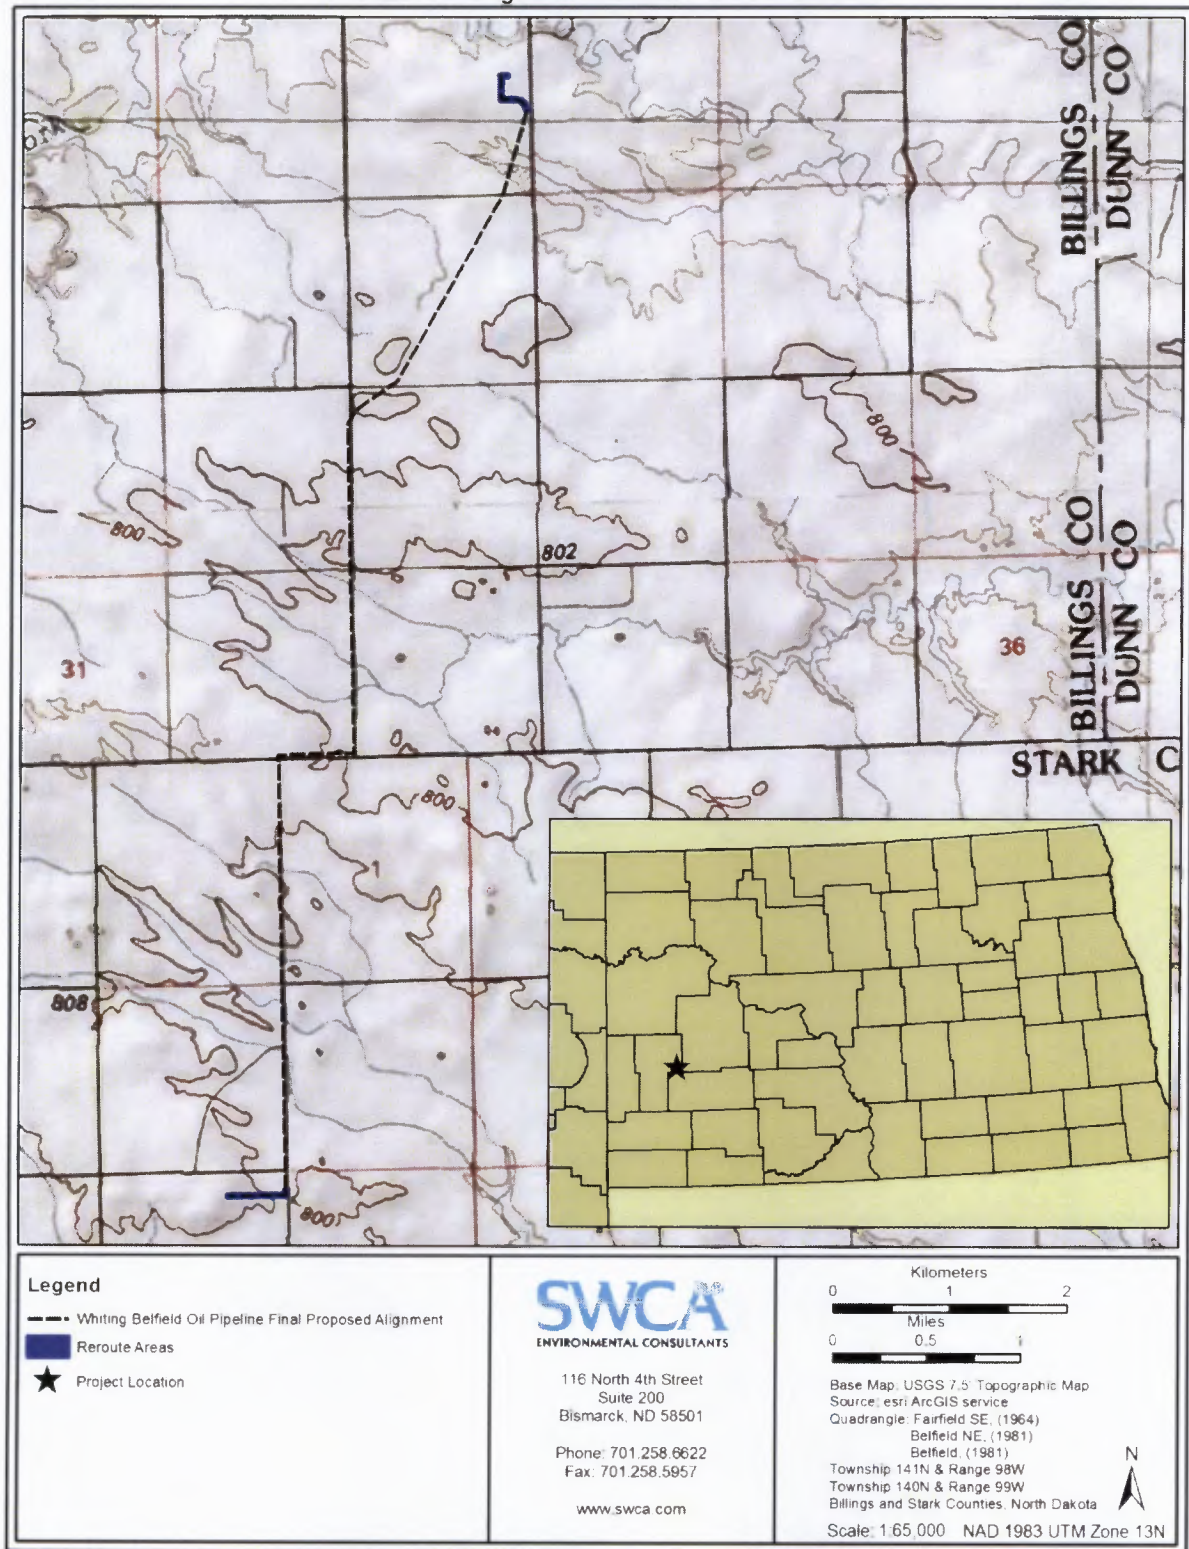 BILLINGS CO
DUNN CO
ork
800
800
802
BILLINGS CO
DUNN CO
31
36
STARK C
800
1
808
800
Legend
Whiting Belfield Oil Pipeline Final Proposed Alignment
Reroute Areas
Project Location
SWCA
ENVIRONMENTAL CONSULTANTS
116 North 4th Street
Suite 200
Bismarck, ND 58501
Phone: 701.258.6622
Fax: 701.258.5957
www.swca.com
Kilometers
0 1 2
Miles
0 0.5 1
Base Map: USGS 7.5' Topographic Map
Source: esri ArcGIS service
Quadrangle: Fairfield SE, (1964)
Belfield NE, (1981)
Belfield, (1981)
Township 141N & Range 98W
Township 140N & Range 99W
Billings and Stark Counties, North Dakota
N
Scale: 1:65,000 NAD 1983 UTM Zone 13N